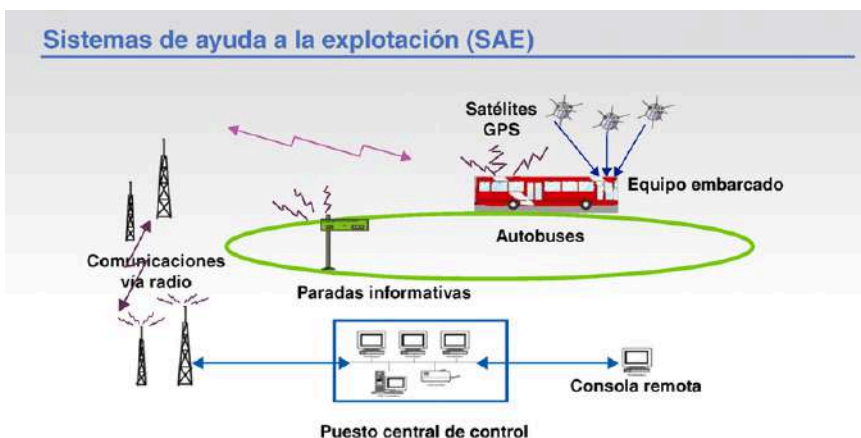 Sistemas de ayuda a la explotación (SAE)
Satélites
GPS
Equipo embarcado
Autobuses
Comunicaciones
vía radio
Paradas informativas
Consola remota
Puesto central de control